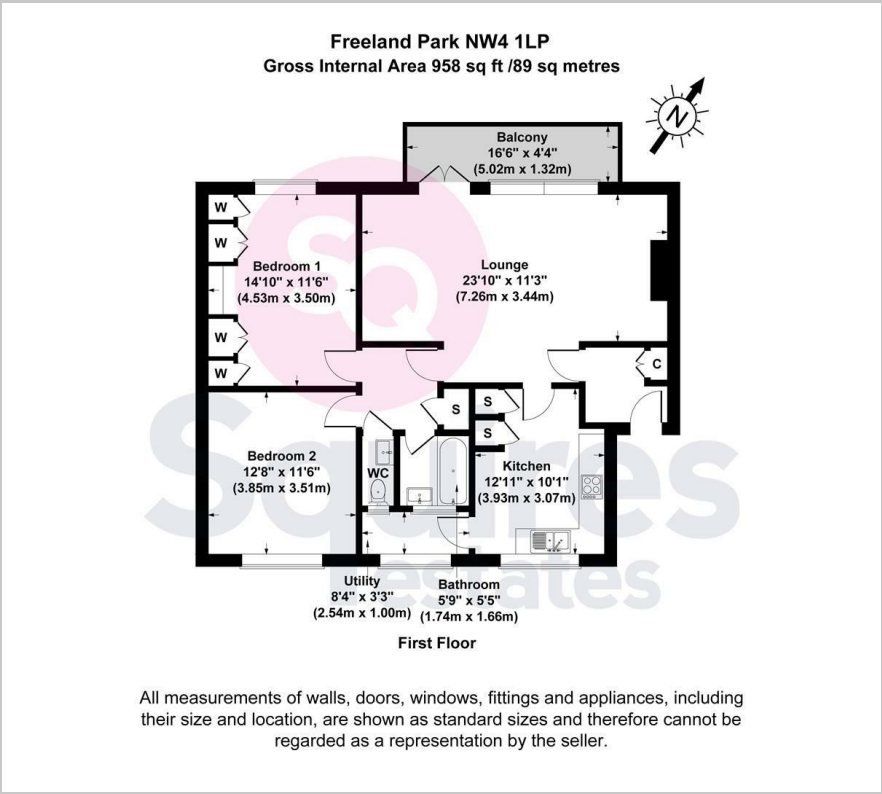 Freeland Park NW4 1LP
Gross Internal Area 958 sq ft /89 sq metres
N
Balcony
16'6" x 4'4"
(5.02m x 1.32m)
W
W
Bedroom 1
14'10" x 11'6"
(4.53m x 3.50m)
SQ
Lounge
23'10" x 11'3"
(7.26m x 3.44m)
W
W
C
S
S
S
Bedroom 2
12'8" x 11'6"
(3.85m x 3.51m)
WC
Kitchen
12'11" x 10'1"
(3.93m x 3.07m)
Squires
estates
Utility
8'4" x 3'3"
(2.54m x 1.00m)
Bathroom
5'9" x 5'5"
(1.74m x 1.66m)
First Floor
All measurements of walls, doors, windows, fittings and appliances, including
their size and location, are shown as standard sizes and therefore cannot be
regarded as a representation by the seller.